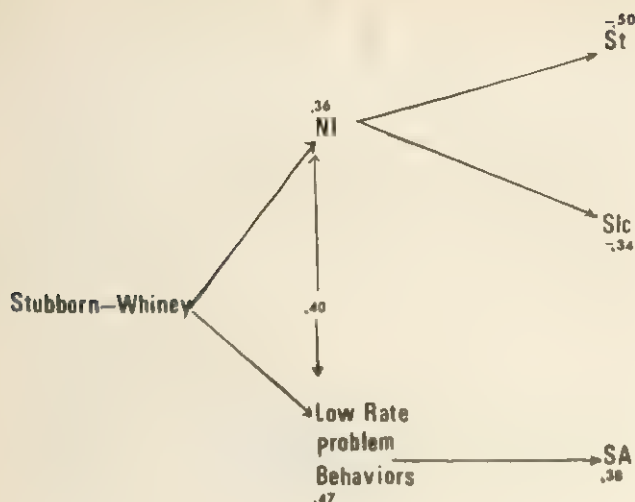 -.50
St
.36
NI
Slc
-.34
Stubborn–Whiney
.40
Low Rate
problem
Behaviors
.47
SA
.38